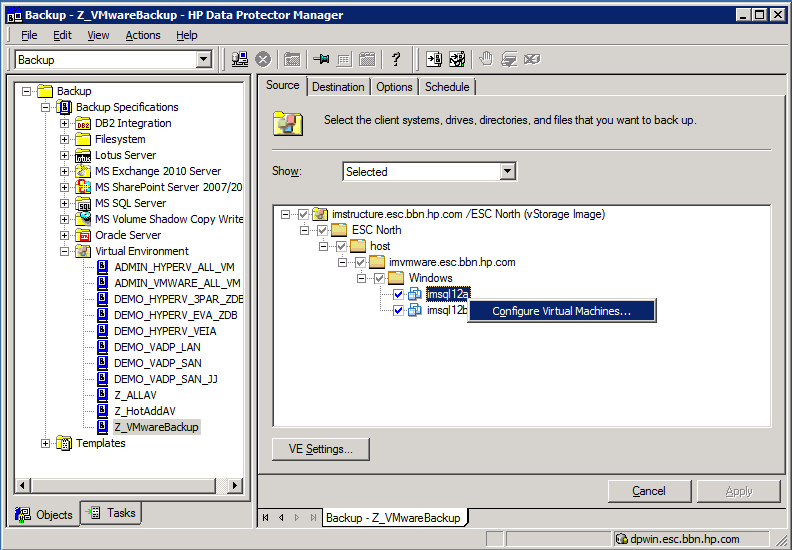 Backup - Z_VMwareBackup - HP Data Protector Manager
File Edit View Actions Help
Backup
Backup
Backup Specifications
DB2 Integration
Filesystem
Lotus Server
MS Exchange 2010 Server
MS SharePoint Server 2007/20
MS SQL Server
MS Volume Shadow Copy Write
Oracle Server
Virtual Environment
ADMIN_HYPERV_ALL_VM
ADMIN_VMWARE_ALL_VM
DEMO_HYPERV_3PAR_ZDB
DEMO_HYPERV_EVA_ZDB
DEMO_HYPERV_VEIA
DEMO_VADP_LAN
DEMO_VADP_SAN
DEMO_VADP_SAN_JJ
Z_ALLAV
Z_HotAddAV
Z_VMwareBackup
Templates
Objects Tasks
Source Destination Options Schedule
Select the client systems, drives, directories, and files that you want to back up.
Show: Selected
imstructure.esc.bbn.hp.com /ESC North (vStorage Image)
ESC North
host
imvmware.esc.bbn.hp.com
Windows
imsql12a
imsql12b
Configure Virtual Machines...
VE Settings...
Cancel Apply
Backup - Z_VMwareBackup
dpwin.esc.bbn.hp.com